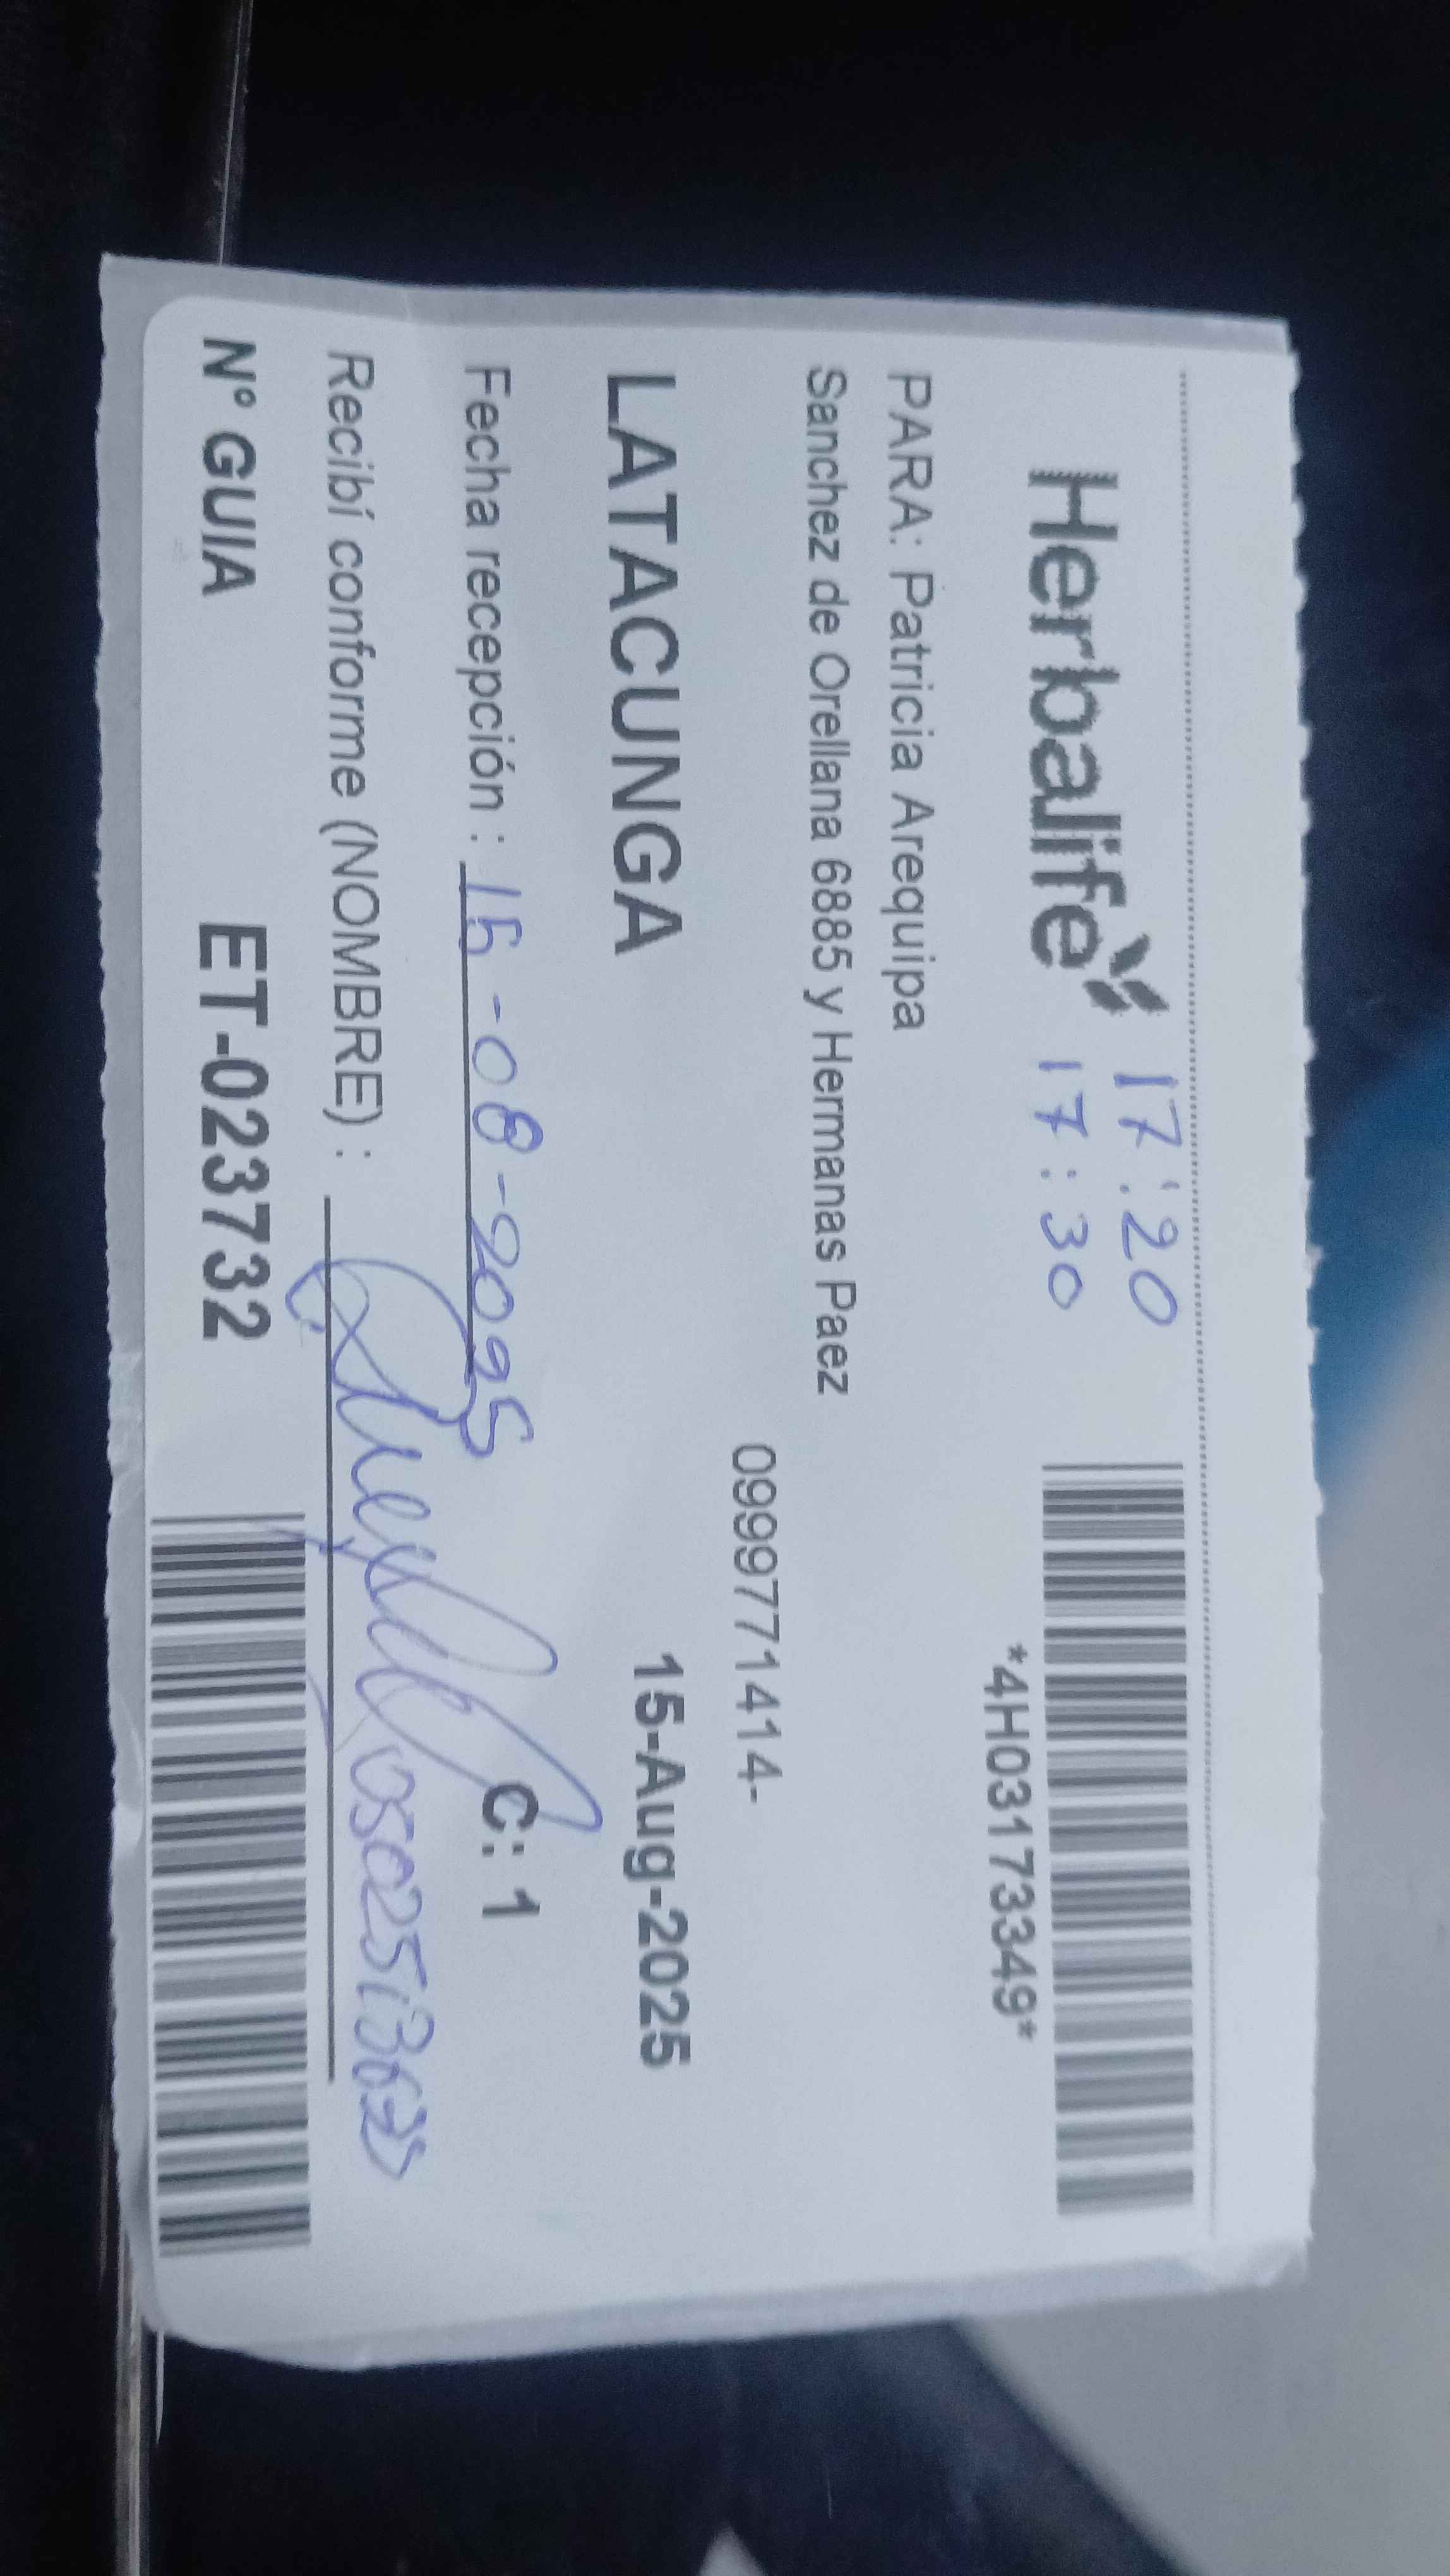 Herbalife 17:20
17:30
*4H03173349*
PARA: Patricia Arequipa
Sanchez de Orellana 6885 y Hermanas Paez
0999771414-
LATACUNGA 15-Aug-2025
Fecha recepción : 15-08-2025 C: 1
Recibí conforme (NOMBRE) :
N° GUIA ET-023732